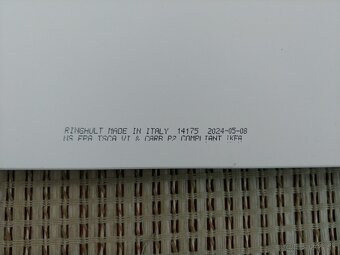 RINGHULT MADE IN ITALY 14175 2024-05-08
US EPA TSCA VI & CARB P2 COMPLIANT IKEA